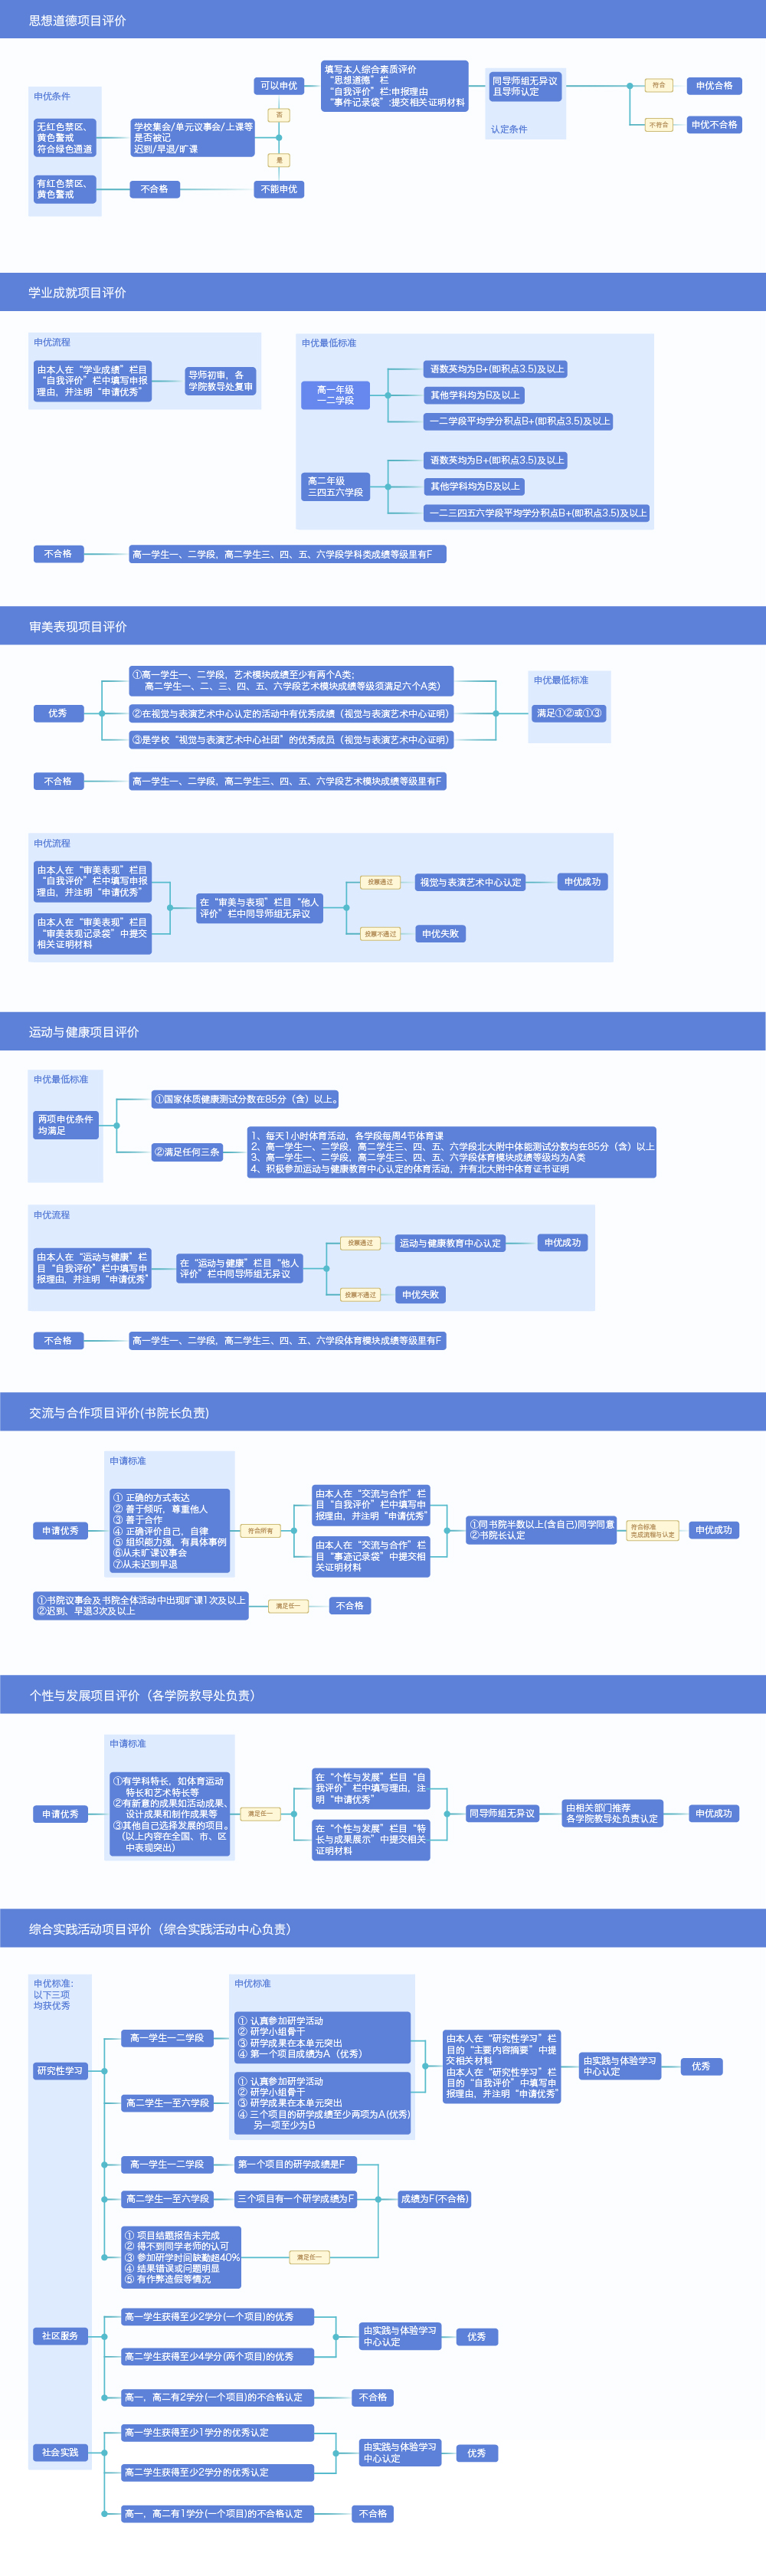 思想道德项目评价
申优条件
无红色禁区、
黄色警戒
符合绿色通道
有红色禁区、
黄色警戒
学校集会/单元议事会/上课等
是否被记
迟到/早退/旷课
不合格
可以申优
否
是
不能申优
填写本人综合素质评价
“思想道德”栏
“自我评价”栏:申报理由
“事件记录袋”:提交相关证明材料
同导师组无异议
且导师认定
认定条件
符合
申优合格
不符合
申优不合格
学业成就项目评价
申优流程
由本人在“学业成绩”栏目
“自我评价”栏中填写申报
理由，并注明“申请优秀”
导师初审，各
学院教导处复审
申优最低标准
高一年级
一二学段
语数英均为B+(即积点3.5)及以上
其他学科均为B及以上
一二学段平均学分积点B+(即积点3.5)及以上
高二年级
三四五六学段
语数英均为B+(即积点3.5)及以上
其他学科均为B及以上
一二三四五六学段平均学分积点B+(即积点3.5)及以上
不合格
高一学生一、二学段，高二学生三、四、五、六学段学科类成绩等级里有F
审美表现项目评价
优秀
①高一学生一、二学段，艺术模块成绩至少有两个A类；
高二学生一、二、三、四、五、六学段艺术模块成绩等级须满足六个A类）
②在视觉与表演艺术中心认定的活动中有优秀成绩（视觉与表演艺术中心证明）
③是学校“视觉与表演艺术中心社团”的优秀成员（视觉与表演艺术中心证明）
申优最低标准
满足①②或①③
不合格
高一学生一、二学段，高二学生三、四、五、六学段艺术模块成绩等级里有F
申优流程
由本人在“审美表现”栏目
“自我评价”栏中填写申报
理由，并注明“申请优秀”
由本人在“审美表现”栏目
“审美表现记录袋”中提交
相关证明材料
在“审美与表现”栏目“他人
评价”栏中同导师组无异议
投票通过
视觉与表演艺术中心认定
申优成功
投票不通过
申优失败
运动与健康项目评价
申优最低标准
两项申优条件
均满足
①国家体质健康测试分数在85分（含）以上。
②满足任何三条
1、每天1小时体育活动，各学段每周4节体育课
2、高一学生一、二学段，高二学生三、四、五、六学段北大附中体能测试分数均在85分（含）以上
3、高一学生一、二学段，高二学生三、四、五、六学段体育模块成绩等级均为A类
4、积极参加运动与健康教育中心认定的体育活动，并有北大附中体育证书证明
申优流程
由本人在“运动与健康”栏
目“自我评价”栏中填写申
报理由，并注明“申请优秀”
在“运动与健康”栏目“他人
评价”栏中同导师组无异议
投票通过
运动与健康教育中心认定
申优成功
投票不通过
申优失败
不合格
高一学生一、二学段，高二学生三、四、五、六学段体育模块成绩等级里有F
交流与合作项目评价(书院长负责)
申请标准
申请优秀
① 正确的方式表达
② 善于倾听，尊重他人
③ 善于合作
④ 正确评价自己，自律
⑤ 组织能力强，有具体事例
⑥从未旷课议事会
⑦从未迟到早退
符合所有
由本人在“交流与合作”栏
目“自我评价”栏中填写申
报理由，并注明“申请优秀”
由本人在“交流与合作”栏
目“事迹记录袋”中提交相
关证明材料
①同书院半数以上(含自己)同学同意
②书院长认定
符合标准
完成流程与认定
申优成功
①书院议事会及书院全体活动中出现旷课1次及以上
②迟到、早退3次及以上
满足任一
不合格
个性与发展项目评价（各学院教导处负责）
申请标准
申请优秀
①有学科特长，如体育运动
特长和艺术特长等
②有新意的成果如活动成果、
设计成果和制作成果等
③其他自己选择发展的项目。
（以上内容在全国、市、区
中表现突出）
满足任一
在“个性与发展”栏目“自
我评价”栏中填写理由，注
明“申请优秀”
在“个性与发展”栏目“特
长与成果展示”中提交相关
证明材料
同导师组无异议
由相关部门推荐
各学院教导处负责认定
申优成功
综合实践活动项目评价（综合实践活动中心负责）
申优标准：
以下三项
均获优秀
研究性学习
高一学生一二学段
高二学生一至六学段
申优标准
① 认真参加研学活动
② 研学小组骨干
③ 研学成果在本单元突出
④ 第一个项目成绩为A（优秀）
① 认真参加研学活动
② 研学小组骨干
③ 研学成果在本单元突出
④ 三个项目的研学成绩至少两项为A(优秀)
另一项至少为B
由本人在“研究性学习”栏
目的“主要内容摘要”中提
交相关材料
由本人在“研究性学习”栏
目的“自我评价”中填写申
报理由，并注明“申请优秀”
由实践与体验学习
中心认定
优秀
高一学生一二学段
第一个项目的研学成绩是F
高二学生一至六学段
三个项目有一个研学成绩为F
成绩为F(不合格)
① 项目结题报告未完成
② 得不到同学老师的认可
③ 参加研学时间缺勤超40%
④ 结果错误或问题明显
⑤ 有作弊造假等情况
满足任一
社区服务
高一学生获得至少2学分(一个项目)的优秀
高二学生获得至少4学分(两个项目)的优秀
由实践与体验学习
中心认定
优秀
高一，高二有2学分(一个项目)的不合格认定
不合格
社会实践
高一学生获得至少1学分的优秀认定
高二学生获得至少2学分的优秀认定
由实践与体验学习
中心认定
优秀
高一，高二有1学分(一个项目)的不合格认定
不合格